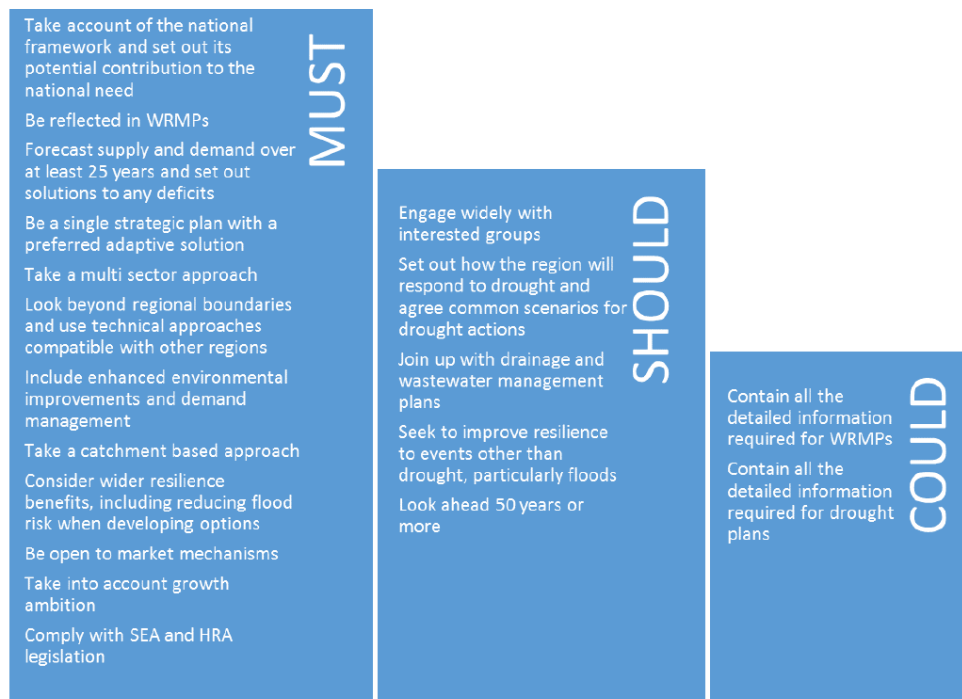 MUST
Take account of the national
framework and set out its
potential contribution to the
national need
Be reflected in WRMPs
Forecast supply and demand over
at least 25 years and set out
solutions to any deficits
Be a single strategic plan with a
preferred adaptive solution
Take a multi sector approach
Look beyond regional boundaries
and use technical approaches
compatible with other regions
Include enhanced environmental
improvements and demand
management
Take a catchment based approach
Consider wider resilience
benefits, including reducing flood
risk when developing options
Be open to market mechanisms
Take into account growth
ambition
Comply with SEA and HRA
legislation
SHOULD
Engage widely with
interested groups
Set out how the region will
respond to drought and
agree common scenarios for
drought actions
Join up with drainage and
wastewater management
plans
Seek to improve resilience
to events other than
drought, particularly floods
Look ahead 50 years or
more
COULD
Contain all the
detailed information
required for WRMPs
Contain all the
detailed information
required for drought
plans